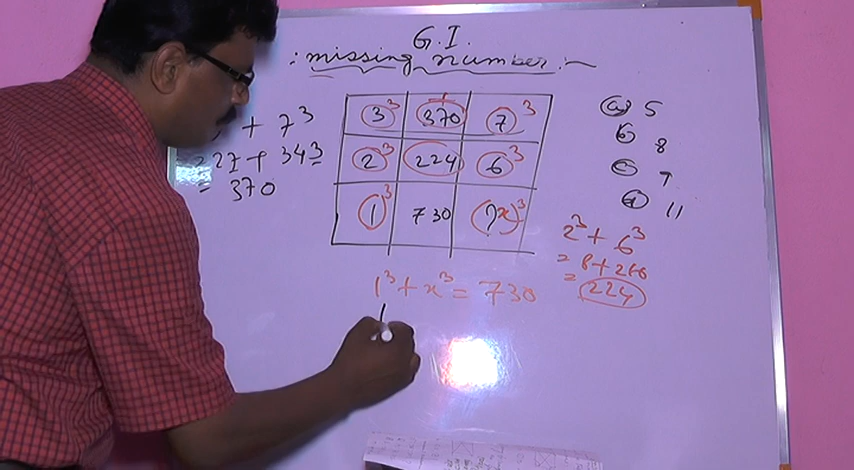 G.I.
: missing number :-
+ 7³
= 27 + 343
= 370
3³ 370 7³
2³ 224 6³
1³ 730 (?x)³
(a) 5
(b) 8
(c) 9
(d) 11
2³ + 6³
= 8 + 216
= 224
1³ + x³ = 730